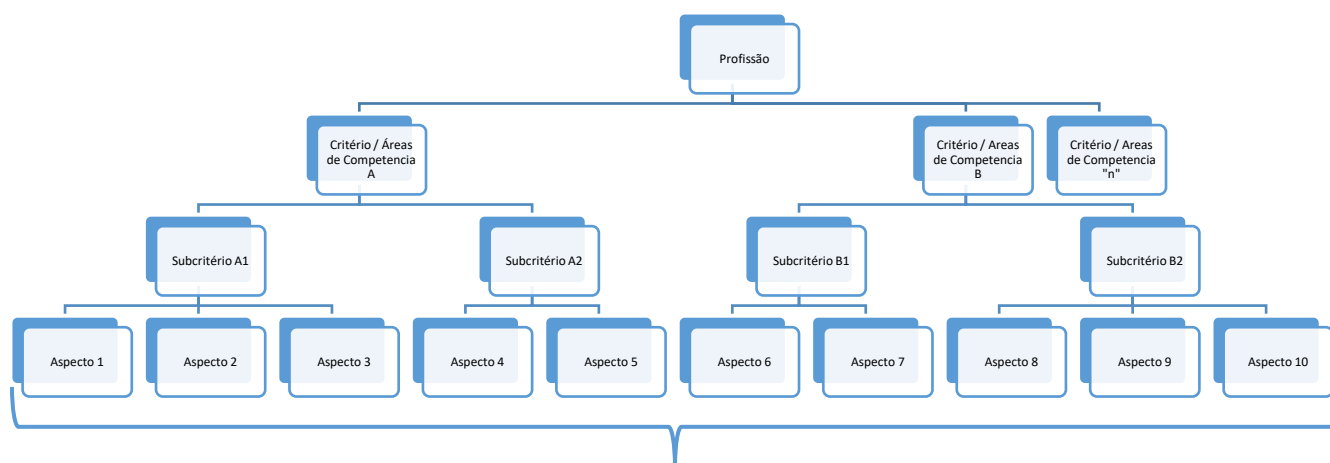 Profissão
Critério / Áreas
de Competencia
A
Critério / Areas
de Competencia
B
Critério / Areas
de Competencia
"n"
Subcritério A1
Subcritério A2
Subcritério B1
Subcritério B2
Aspecto 1
Aspecto 2
Aspecto 3
Aspecto 4
Aspecto 5
Aspecto 6
Aspecto 7
Aspecto 8
Aspecto 9
Aspecto 10